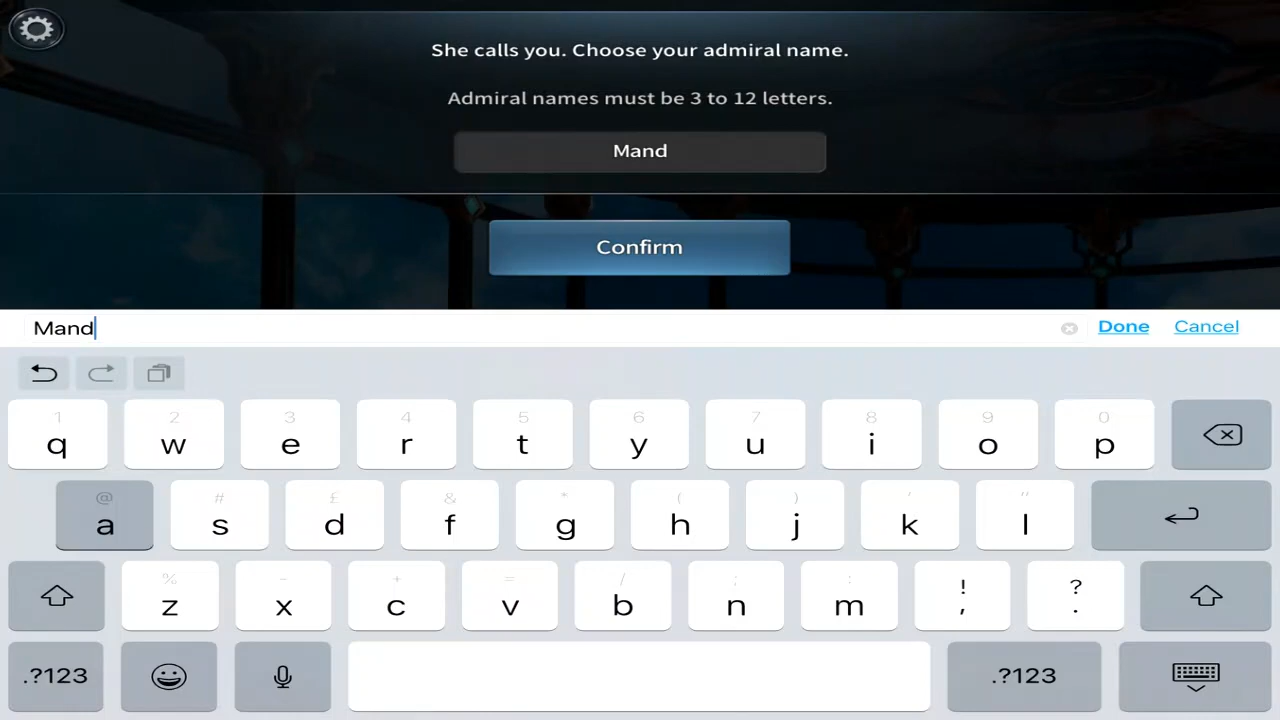 She calls you. Choose your admiral name.
Admiral names must be 3 to 12 letters.
Mand
Confirm
Mand Done Cancel
1 2 3 4 5 6 7 8 9 0
q w e r t y u i o p
@ # £ & * ( ) ' "
a s d f g h j k l
% - + = / ; : ! ?
z x c v b n m , .
.?123 .?123